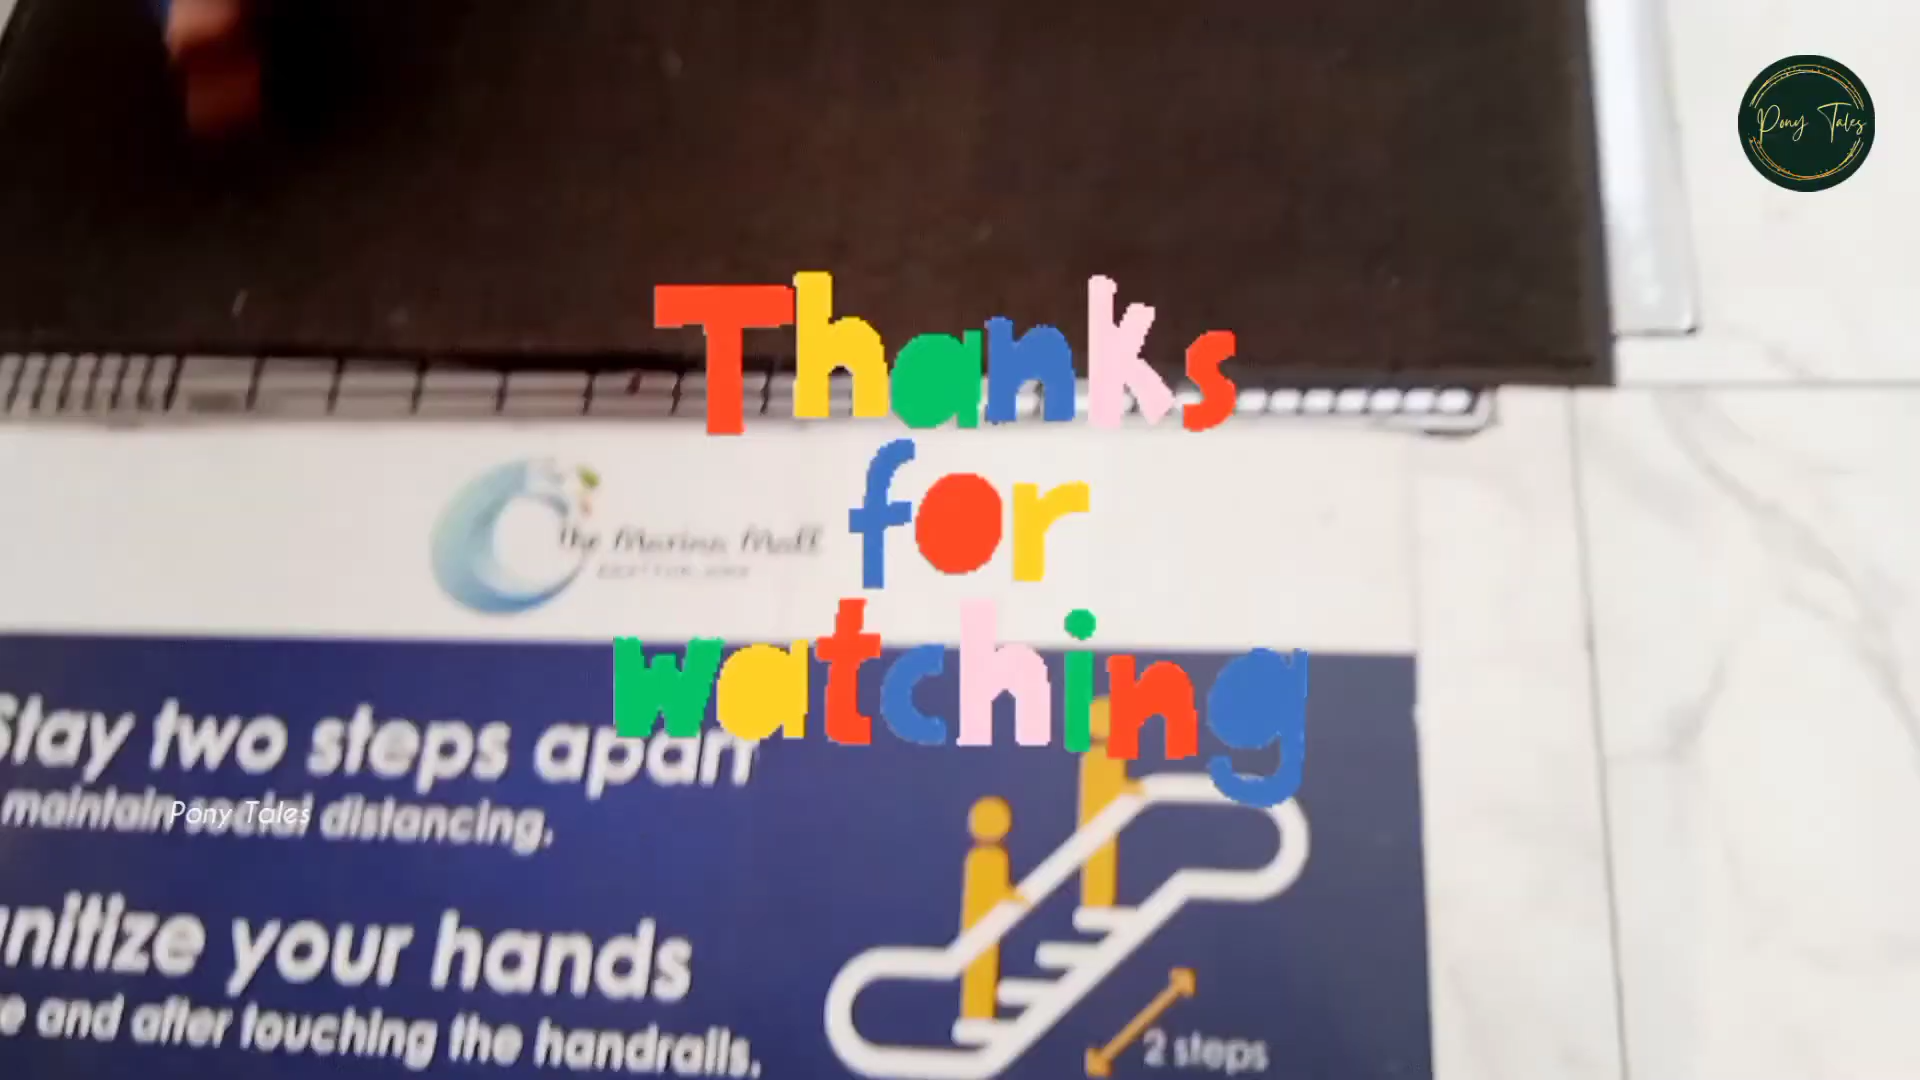 Pony Tales
Thanks
for
watching
The Marina Mall
Stay two steps apart
maintain social distancing.
Pony Tales
your hands
and after touching the handrails.
2 steps